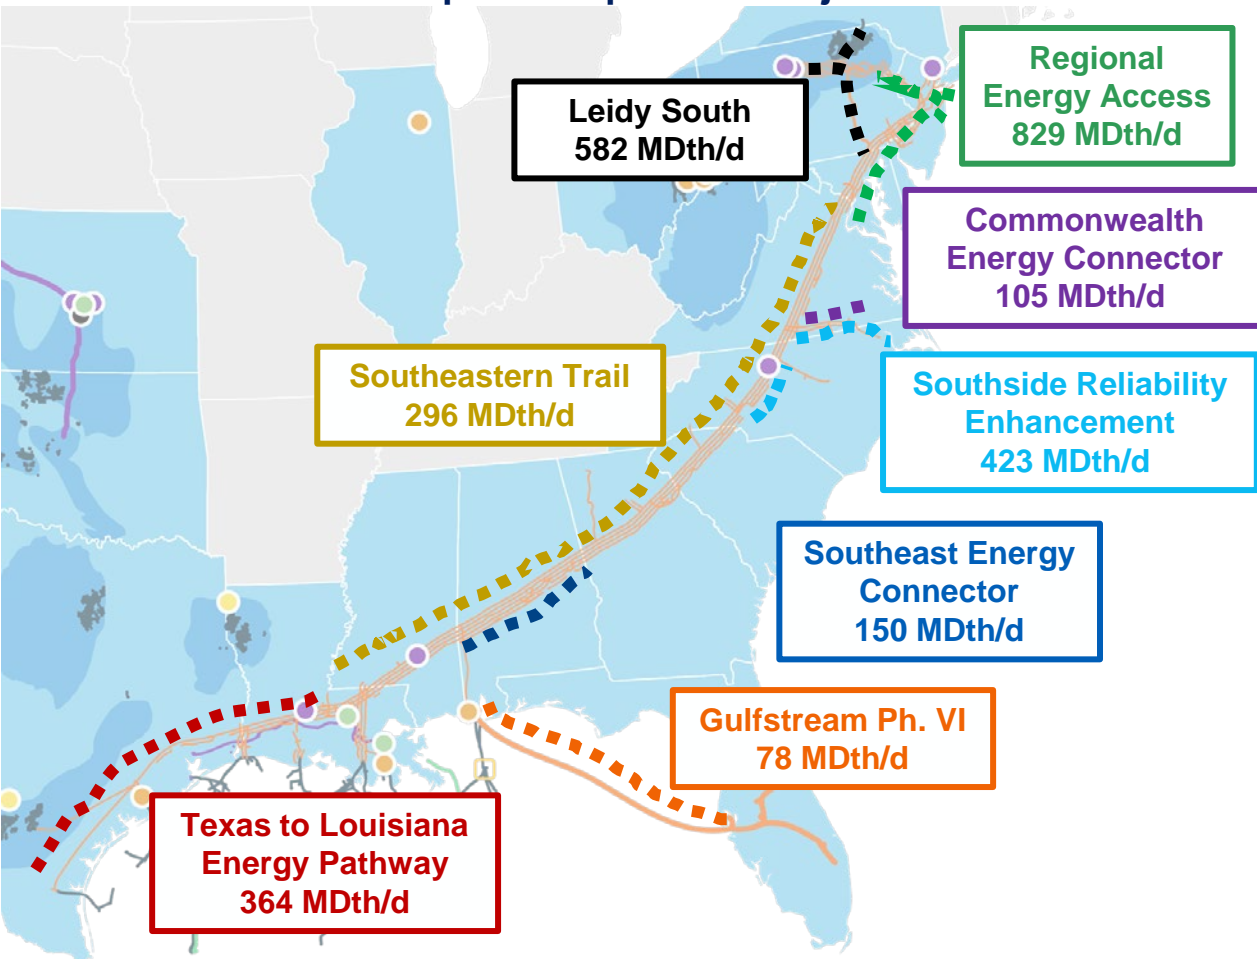 Regional
Energy Access
829 MDth/d
Leidy South
582 MDth/d
Commonwealth
Energy Connector
105 MDth/d
Southeastern Trail
296 MDth/d
Southside Reliability
Enhancement
423 MDth/d
Southeast Energy
Connector
150 MDth/d
Gulfstream Ph. VI
78 MDth/d
Texas to Louisiana
Energy Pathway
364 MDth/d